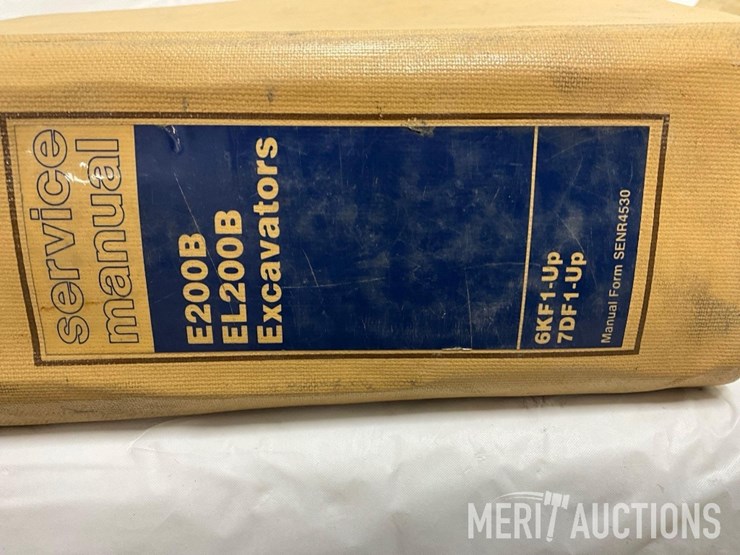 service
manual
E200B
EL200B
Excavators
6KF1-Up
7DF1-Up
Manual Form SENR4530
MERIT AUCTIONS